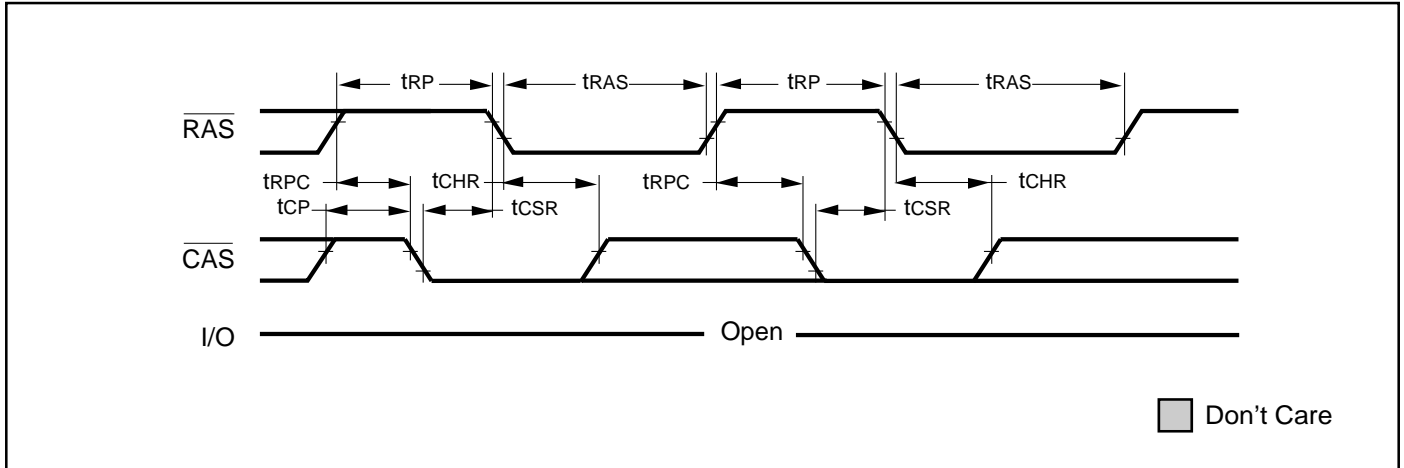 tRP tRAS tRP tRAS
RAS
tRPC tCHR tRPC tCHR
tCP tCSR tCSR
CAS
I/O Open
Don't Care